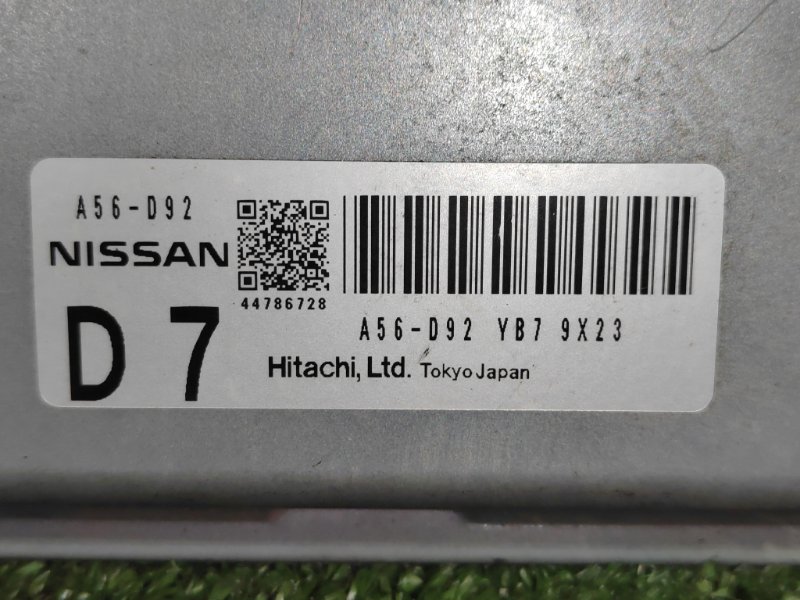 A56-D92
NISSAN
44786728
D 7
A56-D92 YB7 9X23
Hitachi, Ltd. Tokyo Japan